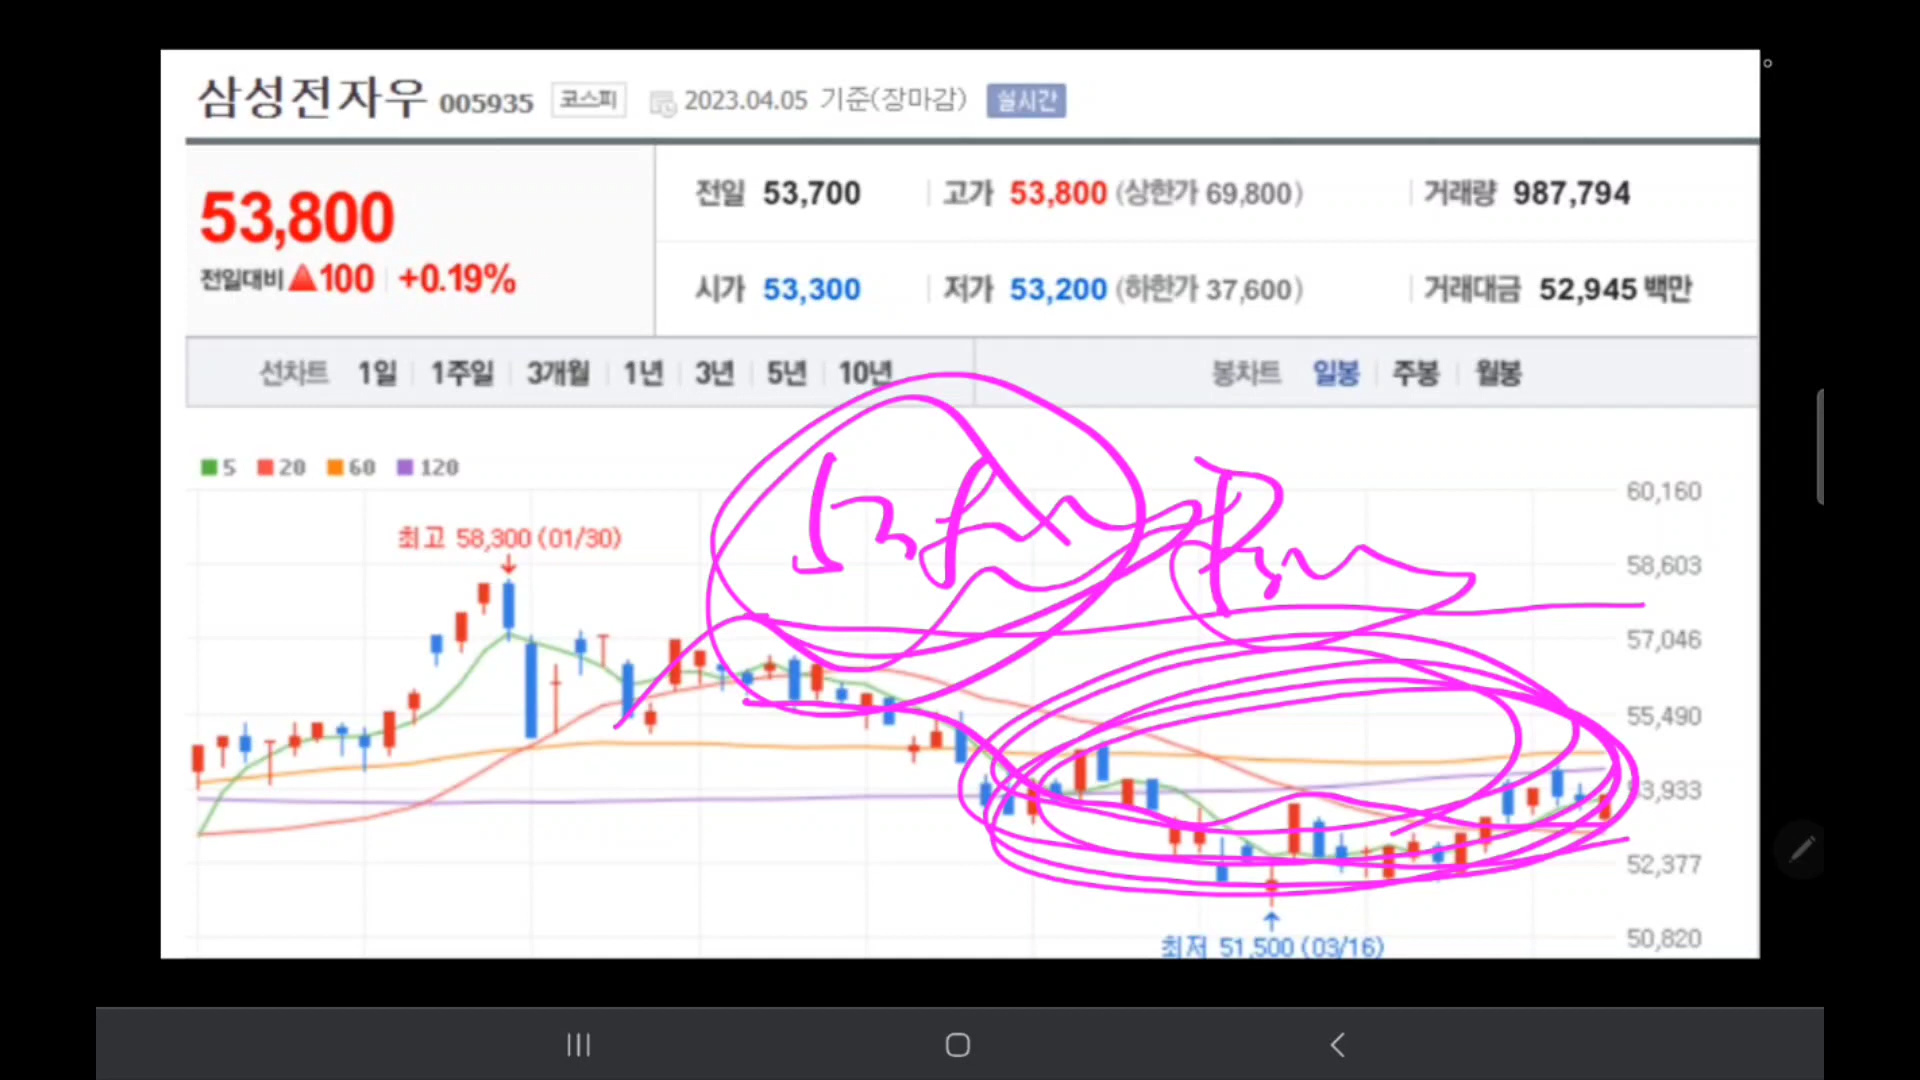 삼성전자우 005935 코스피 2023.04.05 기준(장마감) 실시간
53,800
전일대비 ▲100 +0.19%
전일 53,700 고가 53,800 (상한가 69,800) 거래량 987,794
시가 53,300 저가 53,200 (하한가 37,600) 거래대금 52,945 백만
선차트 1일 1주일 3개월 1년 3년 5년 10년 봉차트 일봉 주봉 월봉
5 20 60 120
60,160
최고 58,300 (01/30)
58,603
57,046
55,490
53,933
52,377
50,820
최저 51,500 (03/16)